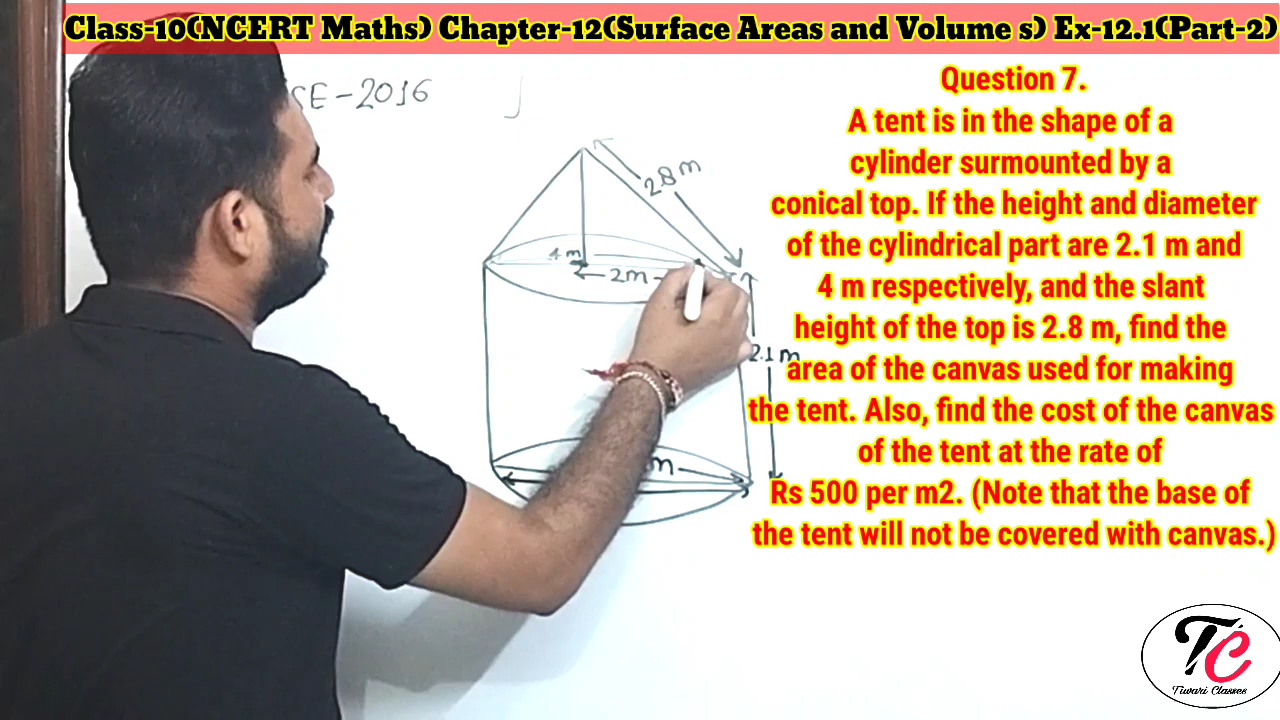 Class-10(NCERT Maths) Chapter-12(Surface Areas and Volume s) Ex-12.1(Part-2)
SE-2016
Question 7.
A tent is in the shape of a
cylinder surmounted by a
conical top. If the height and diameter
of the cylindrical part are 2.1 m and
4 m respectively, and the slant
height of the top is 2.8 m, find the
area of the canvas used for making
the tent. Also, find the cost of the canvas
of the tent at the rate of
Rs 500 per m2. (Note that the base of
the tent will not be covered with canvas.)
2.8 m
4 m
2m
2.1 m
m
TC
Tiwari Classes